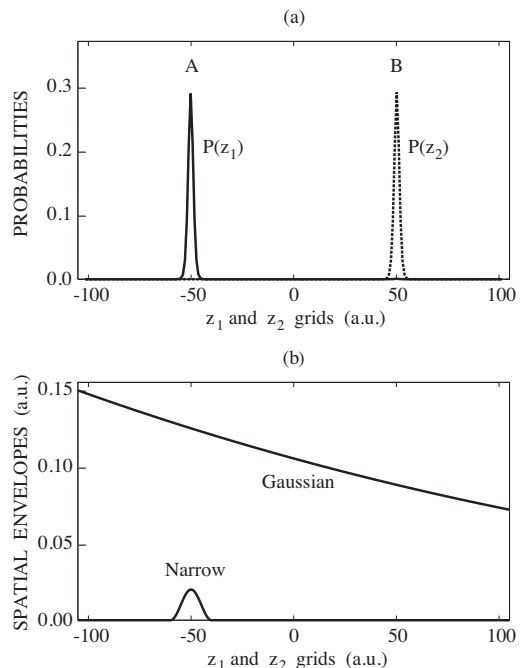 (a)
A
B
P(z₁)
P(z₂)
PROBABILITIES
0.3
0.2
0.1
0.0
-100
-50
0
50
100
z₁ and z₂ grids (a.u.)
(b)
SPATIAL ENVELOPES (a.u.)
0.15
0.10
0.05
0.00
Gaussian
Narrow
-100
-50
0
50
100
z₁ and z₂ grids (a.u.)